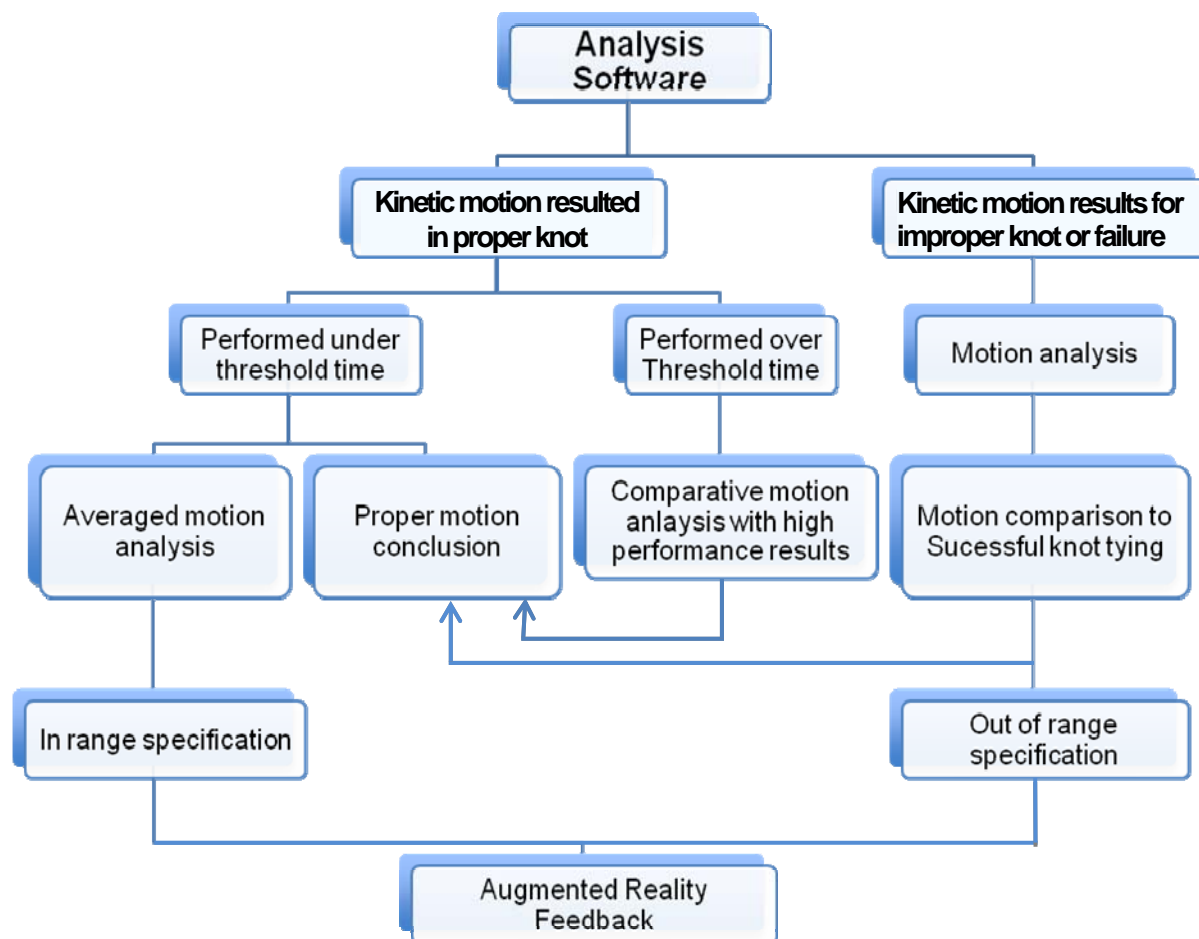 Analysis
Software
Kinetic motion resulted
in proper knot
Kinetic motion results for
improper knot or failure
Performed under
threshold time
Performed over
Threshold time
Motion analysis
Averaged motion
analysis
Proper motion
conclusion
Comparative motion
anlaysis with high
performance results
Motion comparison to
Sucessful knot tying
In range specification
Out of range
specification
Augmented Reality
Feedback